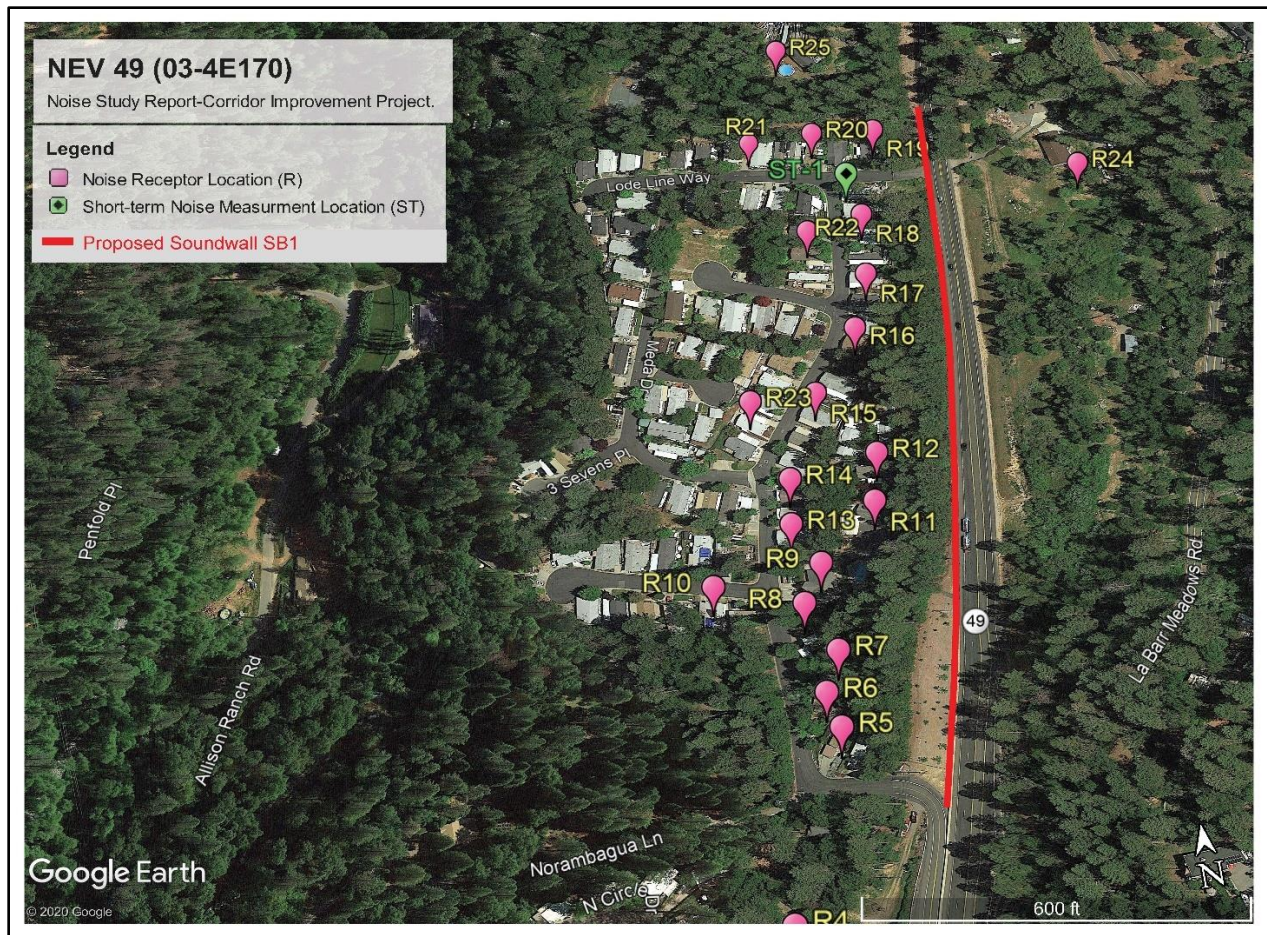 NEV 49 (03-4E170)
Noise Study Report-Corridor Improvement Project.
Legend
Noise Receptor Location (R)
Short-term Noise Measurment Location (ST)
Proposed Soundwall SB1
R25
R21
R20
R19
R24
Lode Line Way
ST-1
R22
R18
R17
R16
Meda Dr
R23
R15
R12
3 Sevens Pl
R14
R11
Penfold Pl
R13
R9
R10
R8
49
La Barr Meadows Rd
R7
R6
R5
Allison Ranch Rd
Norambagua Ln
N Circle Dr
Google Earth
© 2020 Google
R4
N
600 ft